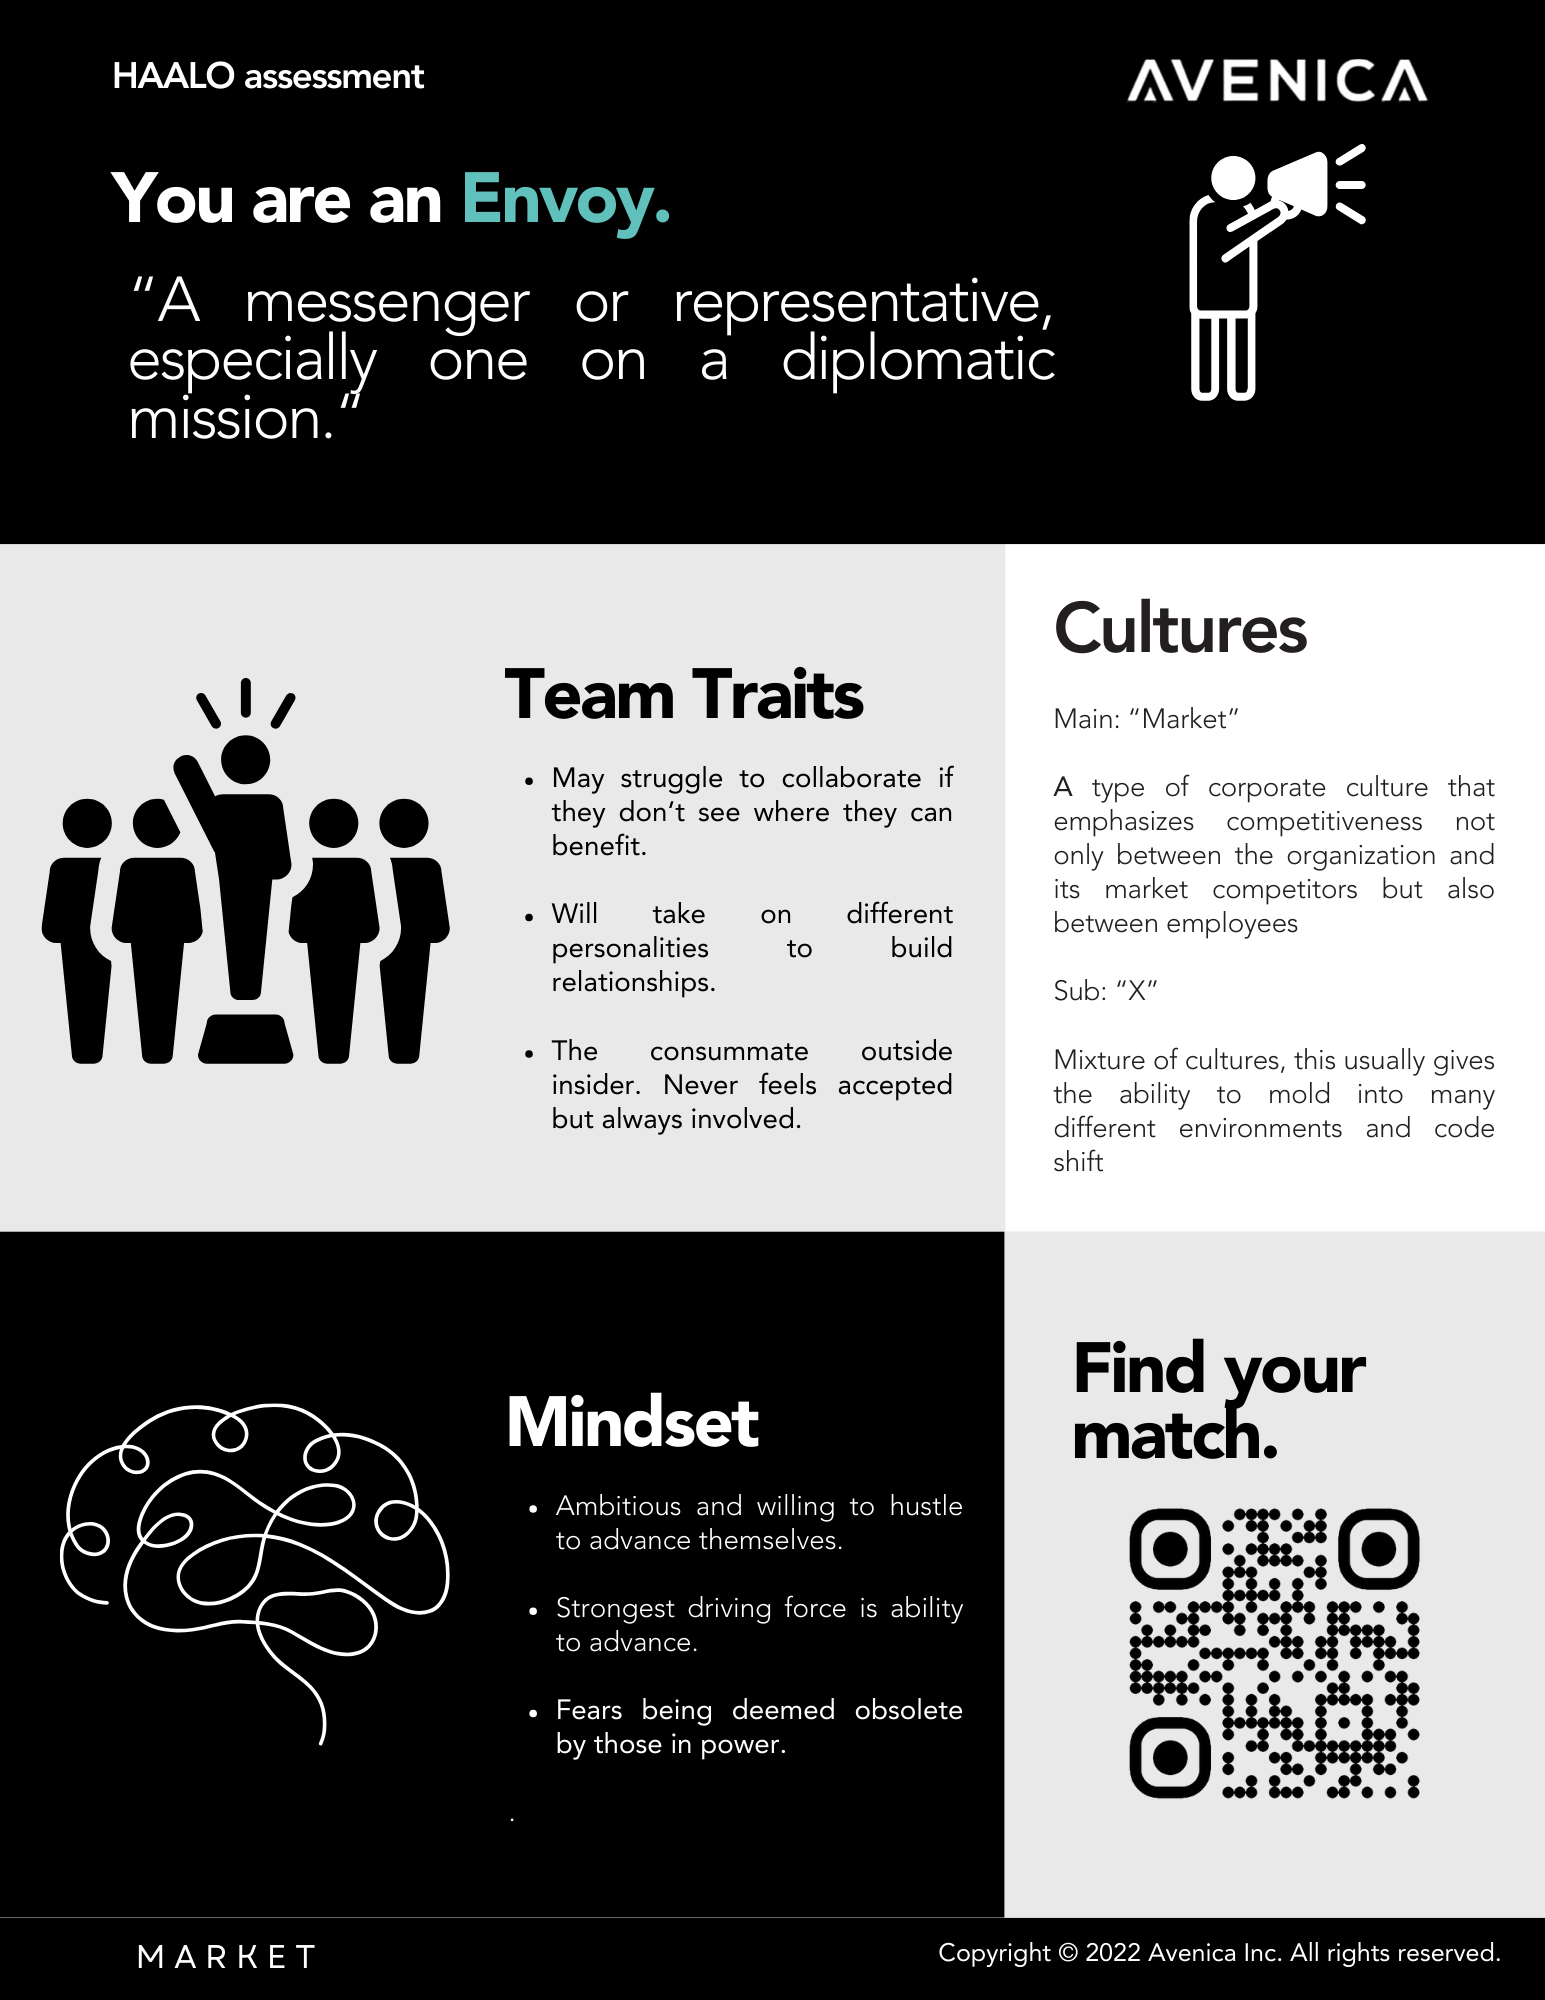 HAALO assessment
AVENICA
You are an Envoy.
“A messenger or representative,
especially one on a diplomatic
mission.“
Team Traits
• May struggle to collaborate if
they don’t see where they can
benefit.
• Will take on different
personalities to build
relationships.
• The consummate outside
insider. Never feels accepted
but always involved.
Cultures
Main: “Market”
A type of corporate culture that
emphasizes competitiveness not
only between the organization and
its market competitors but also
between employees
Sub: “X”
Mixture of cultures, this usually gives
the ability to mold into many
different environments and code
shift
Mindset
• Ambitious and willing to hustle
to advance themselves.
• Strongest driving force is ability
to advance.
• Fears being deemed obsolete
by those in power.
.
Find your
match.
MARKET
Copyright © 2022 Avenica Inc. All rights reserved.